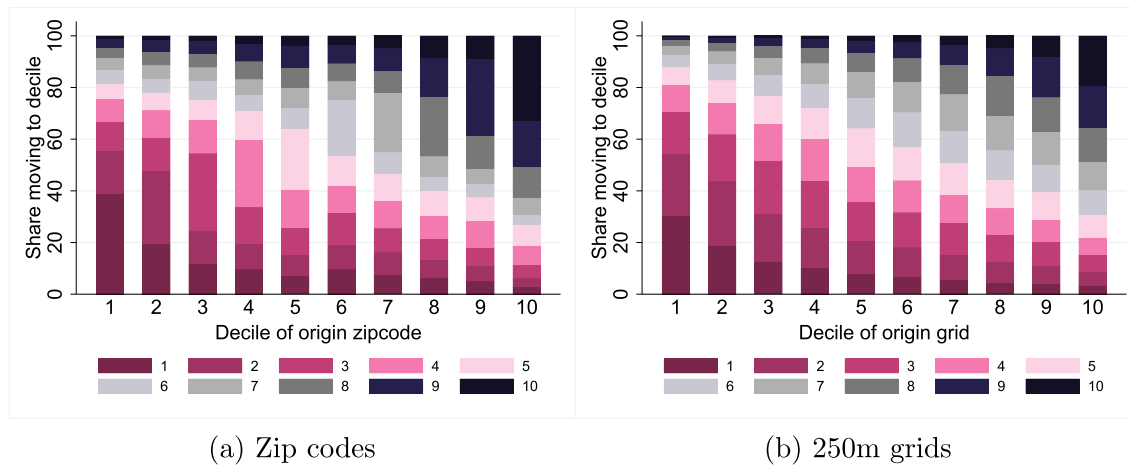 Share moving to decile
100
80
60
40
20
0
1 2 3 4 5 6 7 8 9 10
Decile of origin zipcode
1 2 3 4 5
6 7 8 9 10
(a) Zip codes
Share moving to decile
100
80
60
40
20
0
1 2 3 4 5 6 7 8 9 10
Decile of origin grid
1 2 3 4 5
6 7 8 9 10
(b) 250m grids